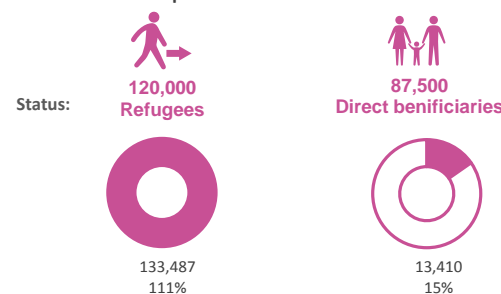 120,000
Refugees
87,500
Direct benificiaries
Status:
133,487
111%
13,410
15%